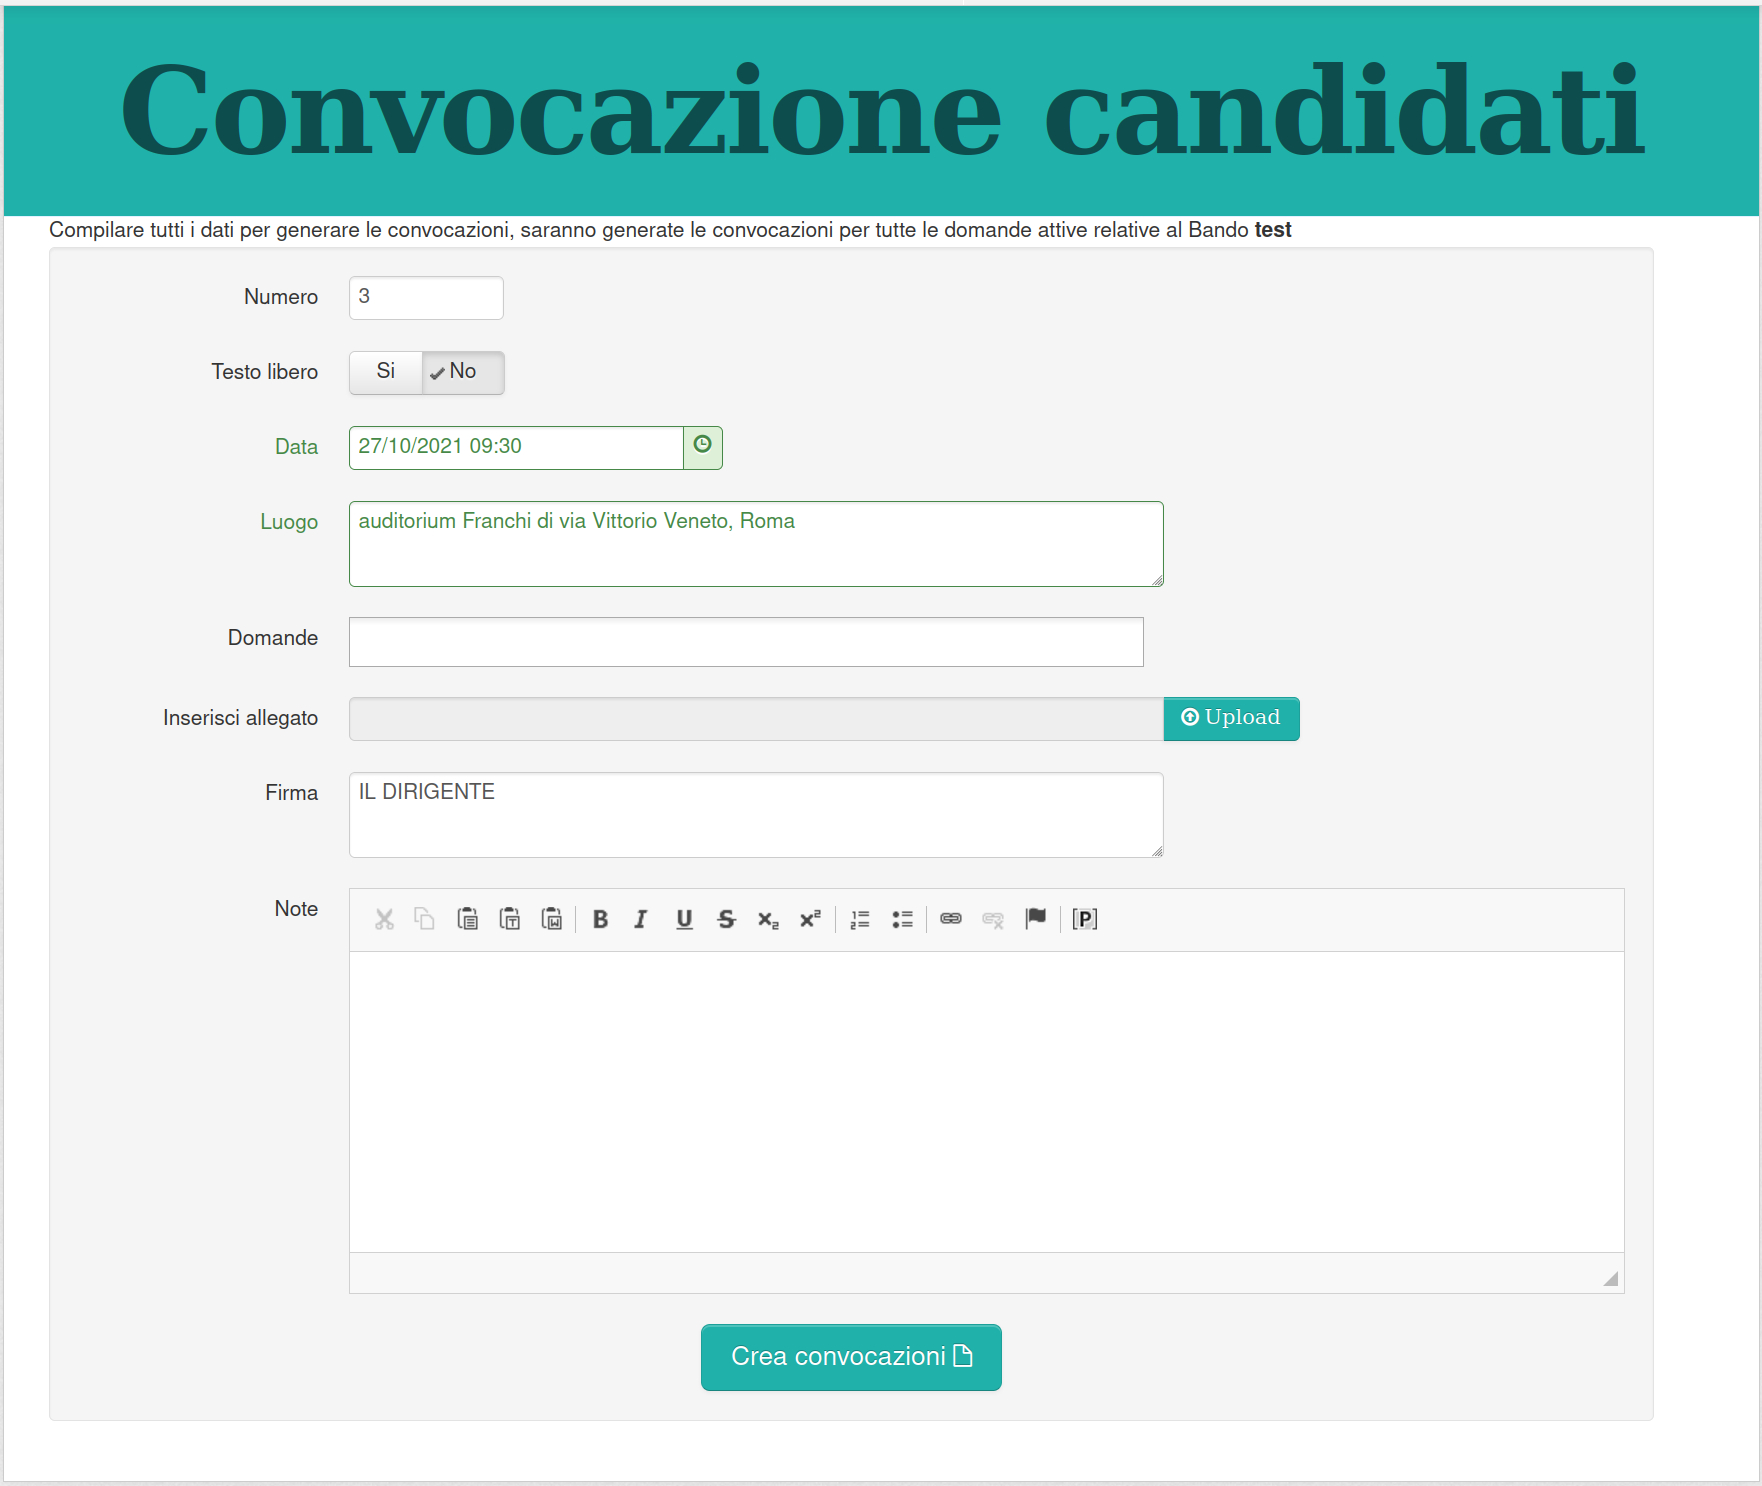 Convocazione candidati
Compilare tutti i dati per generare le convocazioni, saranno generate le convocazioni per tutte le domande attive relative al Bando test
Numero 3
Testo libero Si No
Data 27/10/2021 09:30
Luogo auditorium Franchi di via Vittorio Veneto, Roma
Domande
Inserisci allegato Upload
Firma IL DIRIGENTE
Note
Crea convocazioni